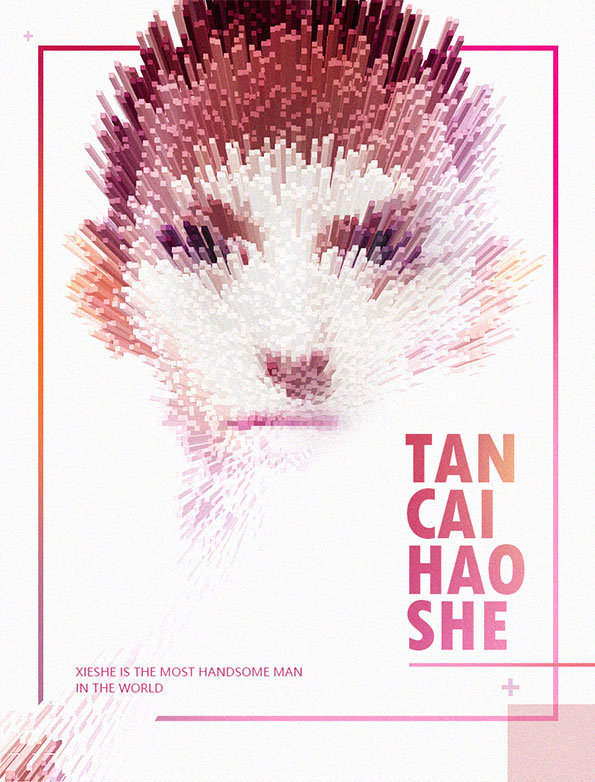 TAN
CAI
HAO
SHE
XIESHE IS THE MOST HANDSOME MAN
IN THE WORLD